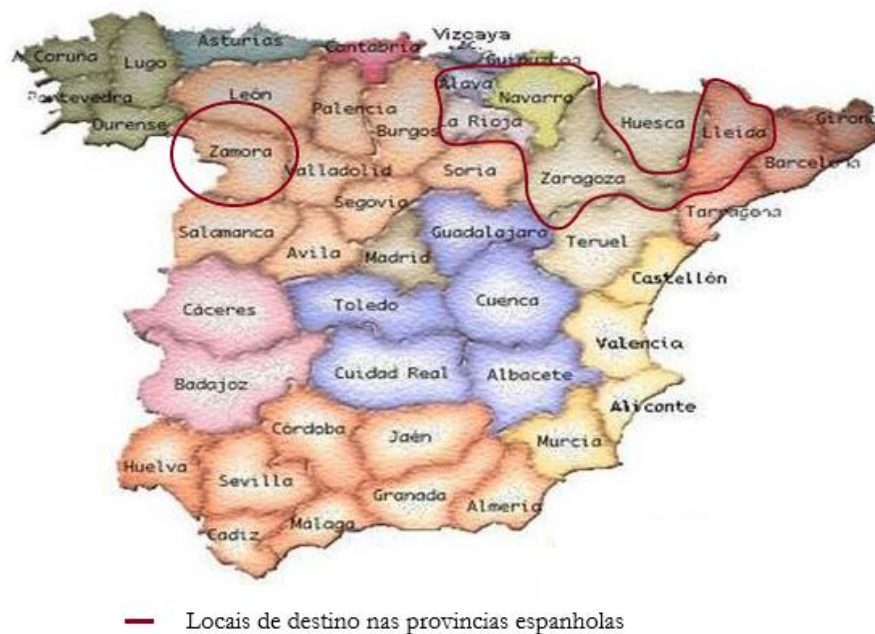 Vizcaya
Asturias
Cantabria
Guipuzcoa
A Coruña
Lugo
Alava
Navarra
León
Palencia
Pontevedra
Burgos
La Rioja
Huesca
Lleida
Girona
Ourense
Zamora
Valladolid
Soria
Zaragoza
Barcelona
Segovia
Tarragona
Salamanca
Guadalajara
Avila
Madrid
Teruel
Castellón
Cáceres
Toledo
Cuenca
Valencia
Badajoz
Cuidad Real
Albacete
Aliconte
Córdoba
Jaén
Murcia
Huelva
Sevilla
Granada
Almeria
Cadiz
Málaga
Locais de destino nas províncias espanholas